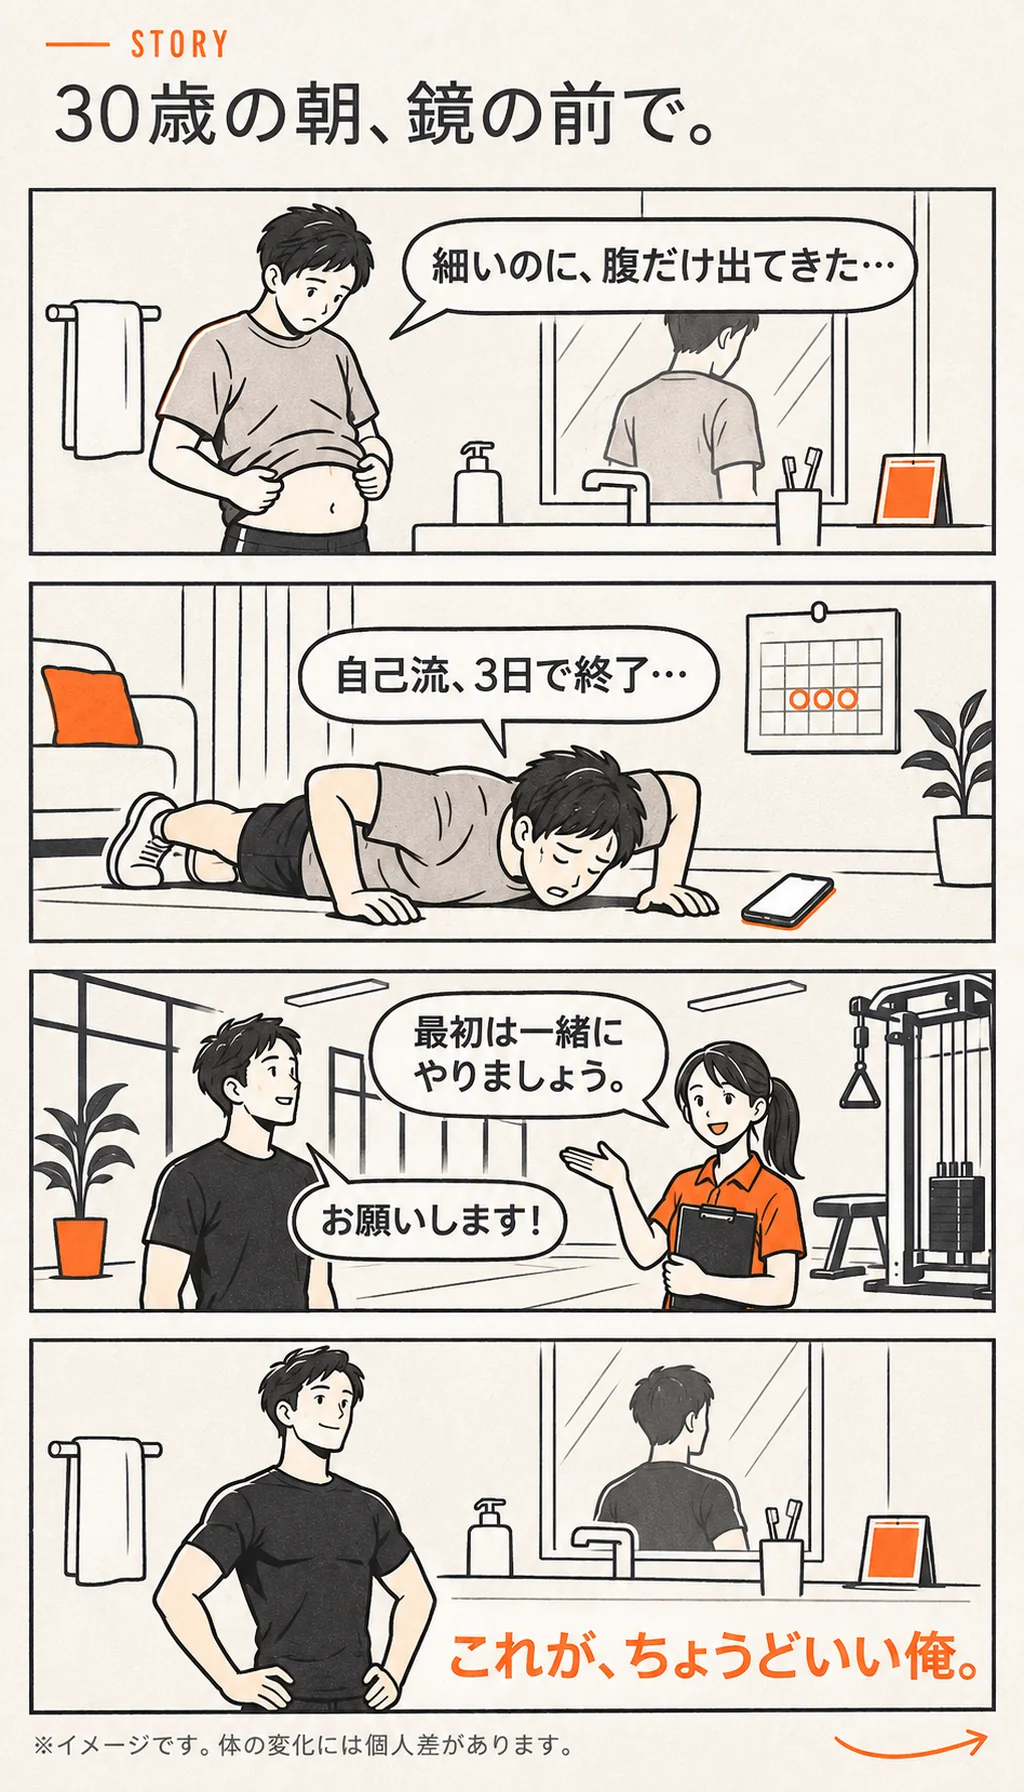 STORY
30歳の朝、鏡の前で。
細いのに、腹だけ出てきた…
自己流、3日で終了…
最初は一緒に
やりましょう。
お願いします！
これが、ちょうどいい俺。
※イメージです。体の変化には個人差があります。